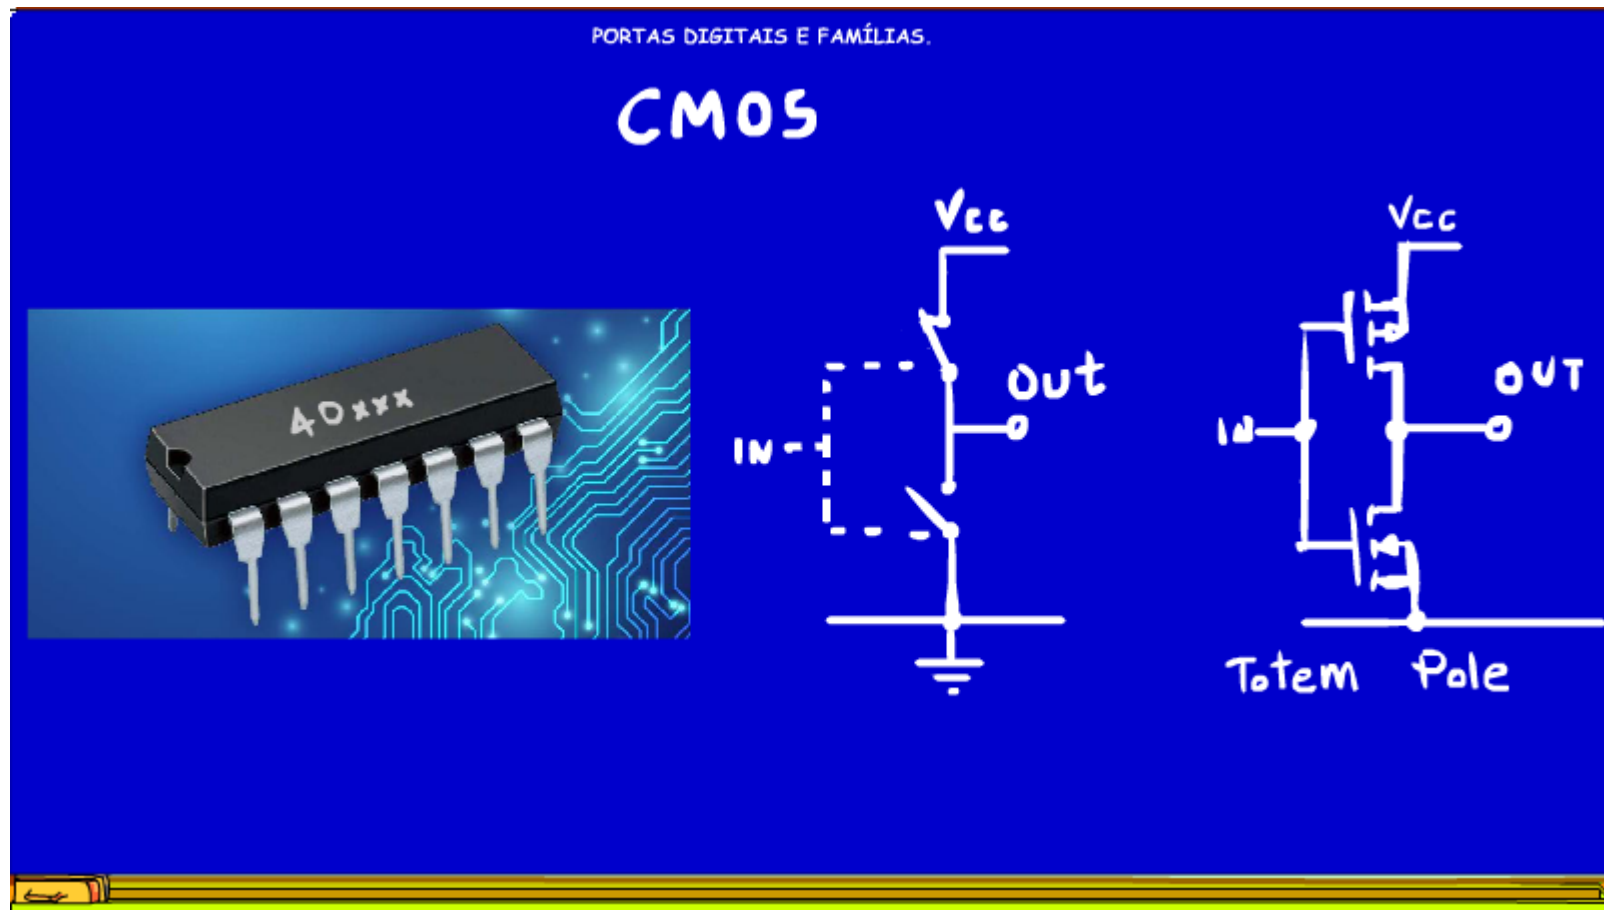 PORTAS DIGITAIS E FAMÍLIAS.
CMOS
40xxx
Vcc
Out
IN
Vcc
OUT
IN
Totem Pole